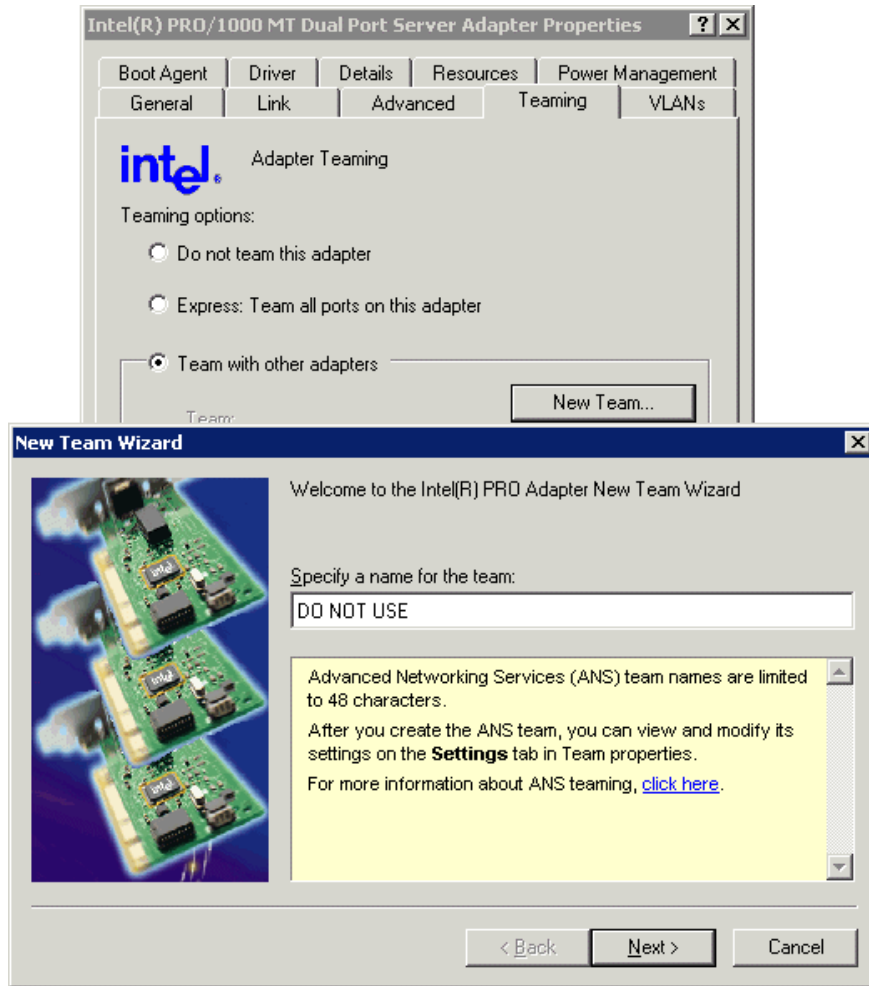 Intel(R) PRO/1000 MT Dual Port Server Adapter Properties
Boot Agent Driver Details Resources Power Management
General Link Advanced Teaming VLANs
intel® Adapter Teaming
Teaming options:
Do not team this adapter
Express: Team all ports on this adapter
Team with other adapters
New Team...
Team:
New Team Wizard
Welcome to the Intel(R) PRO Adapter New Team Wizard
Specify a name for the team:
DO NOT USE
Advanced Networking Services (ANS) team names are limited
to 48 characters.
After you create the ANS team, you can view and modify its
settings on the Settings tab in Team properties.
For more information about ANS teaming, click here.
< Back Next > Cancel